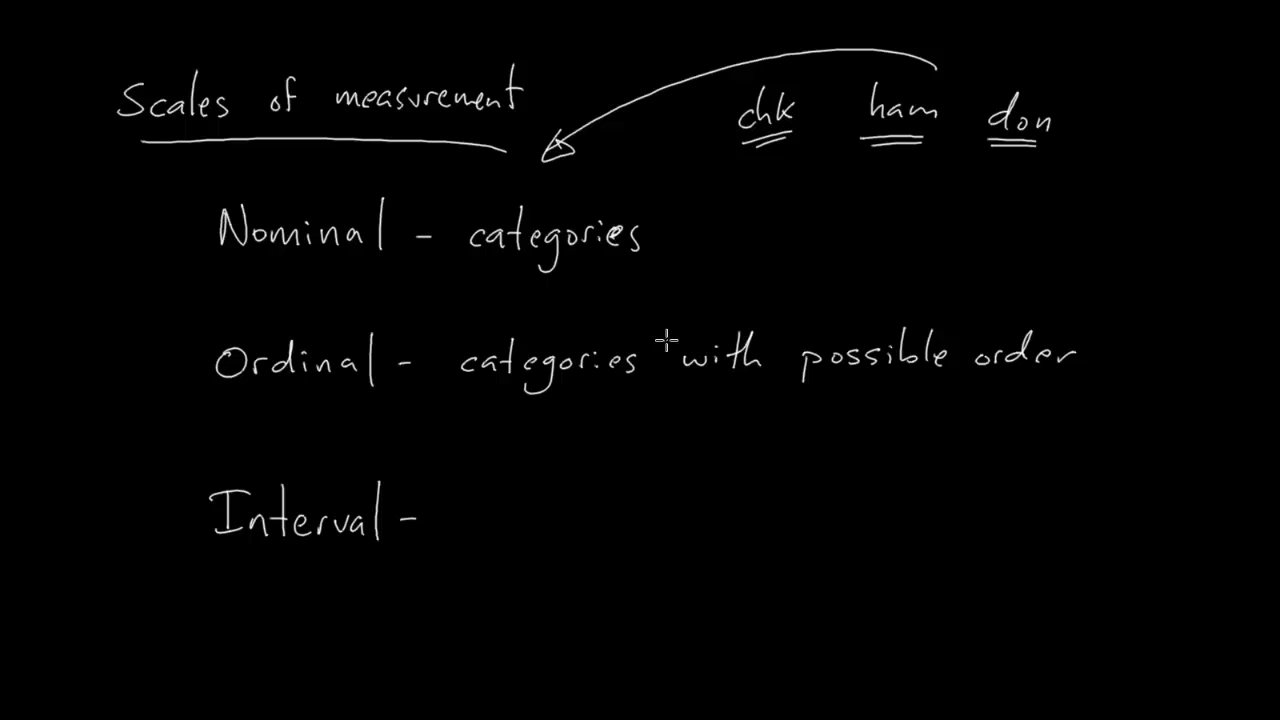 Scales of measurement
chk ham don
Nominal - categories
Ordinal - categories with possible order
Interval -